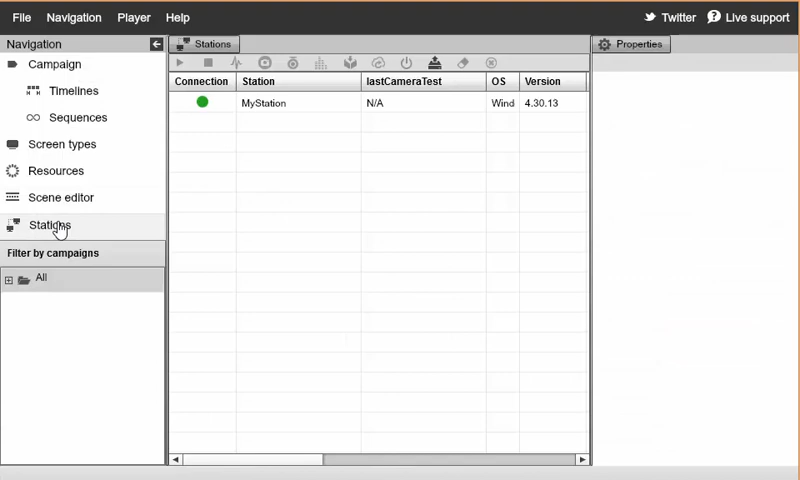 File Navigation Player Help Twitter Live support
Navigation
Campaign
Timelines
Sequences
Screen types
Resources
Scene editor
Stations
Filter by campaigns
All
Stations
Connection Station lastCameraTest OS Version
MyStation N/A Wind 4.30.13
Properties